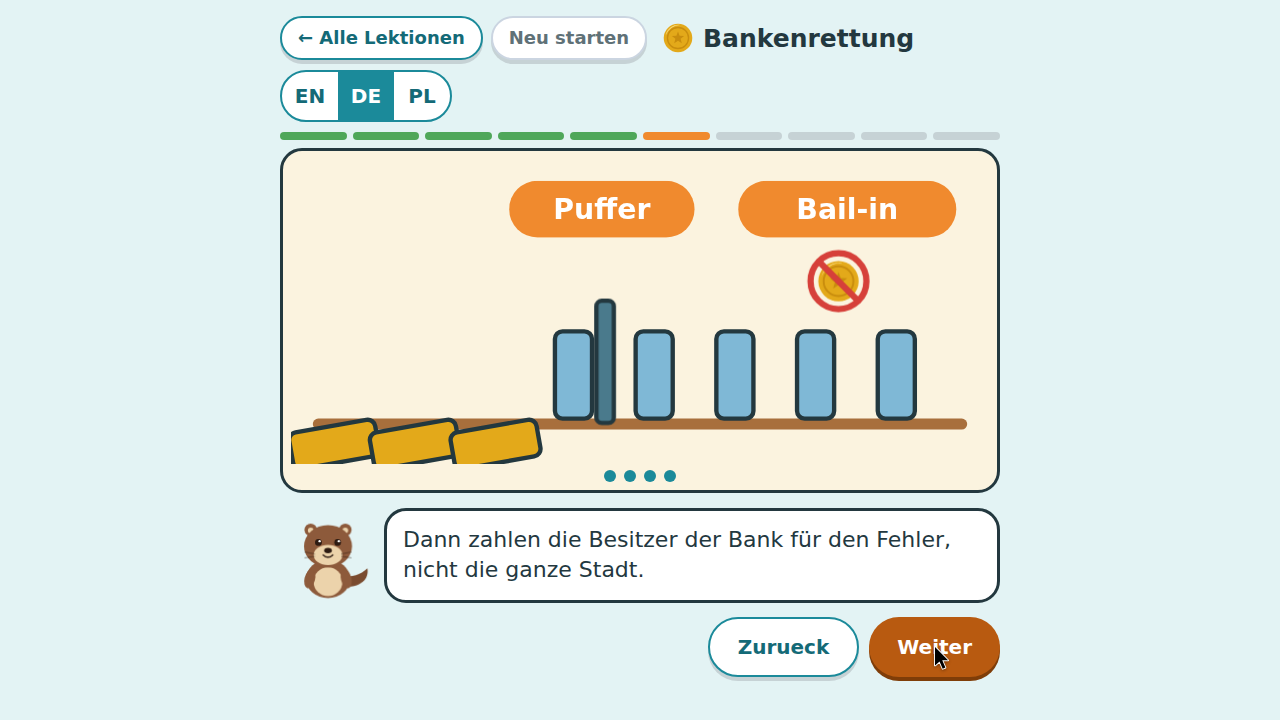 ← Alle Lektionen
Neu starten
Bankenrettung
EN DE PL
Puffer
Bail-in
Dann zahlen die Besitzer der Bank für den Fehler,
nicht die ganze Stadt.
Zurueck
Weiter